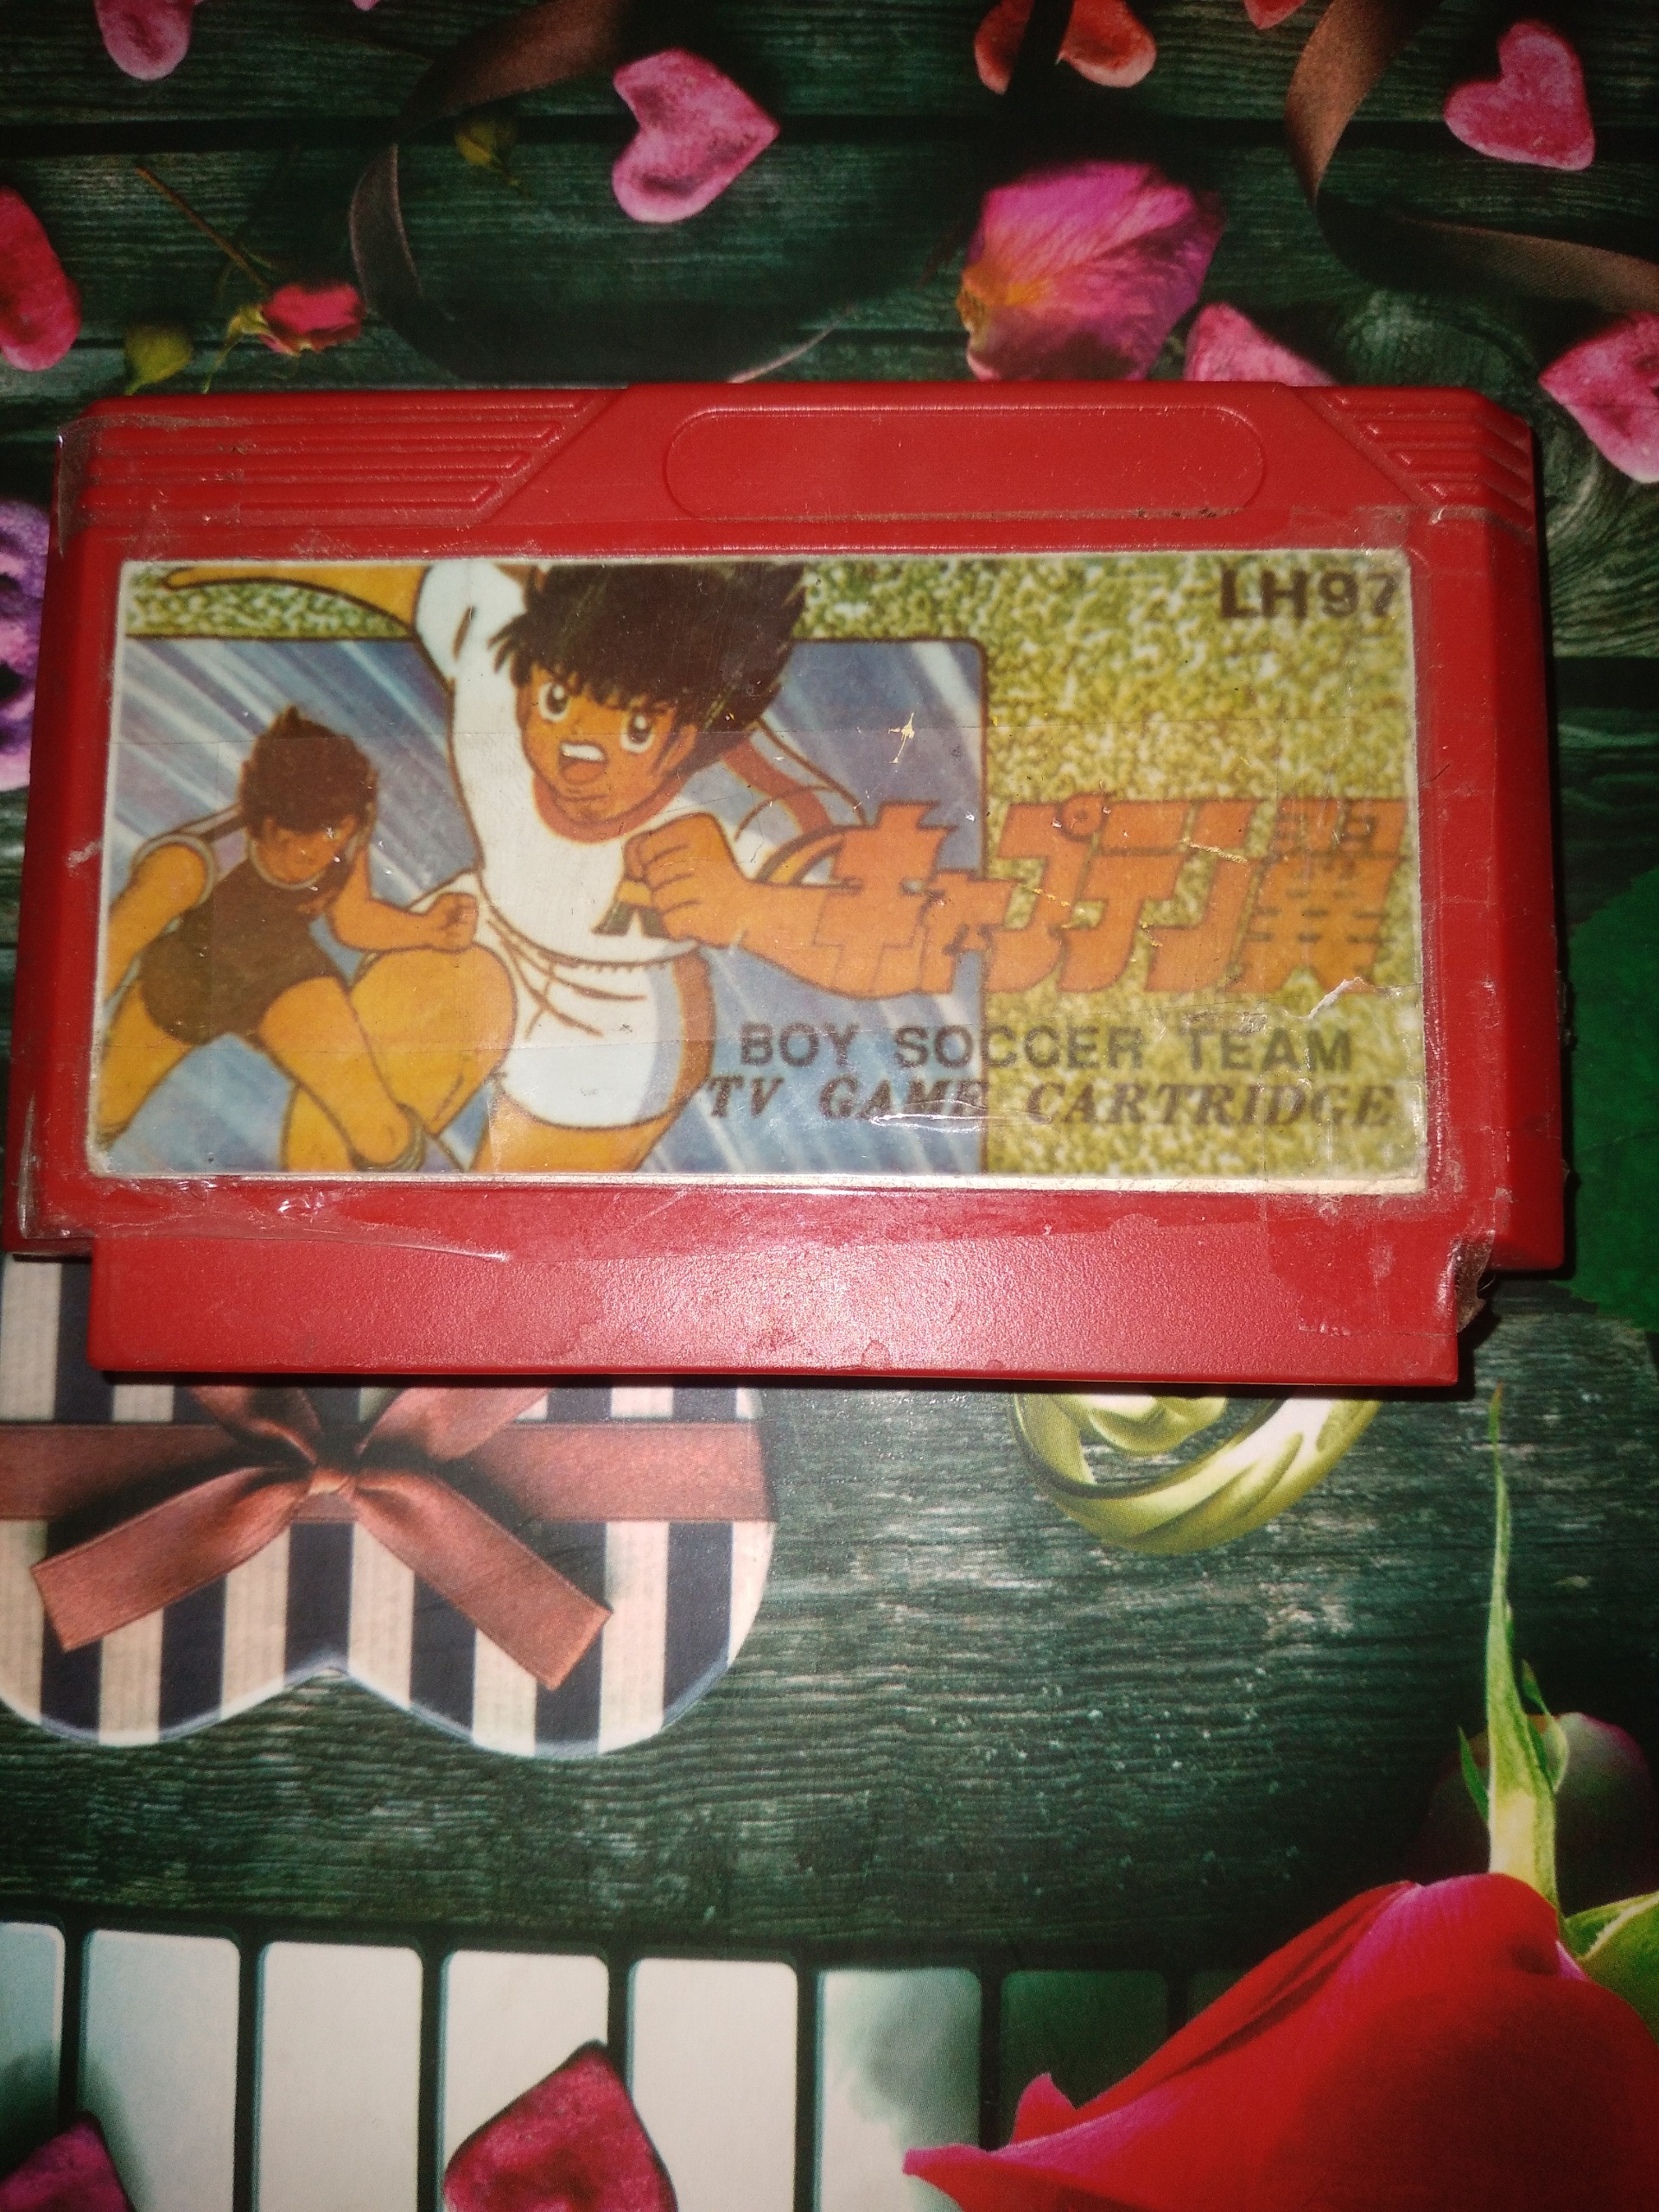 LH97
キャプテン翼
BOY SOCCER TEAM
TV GAME CARTRIDGE